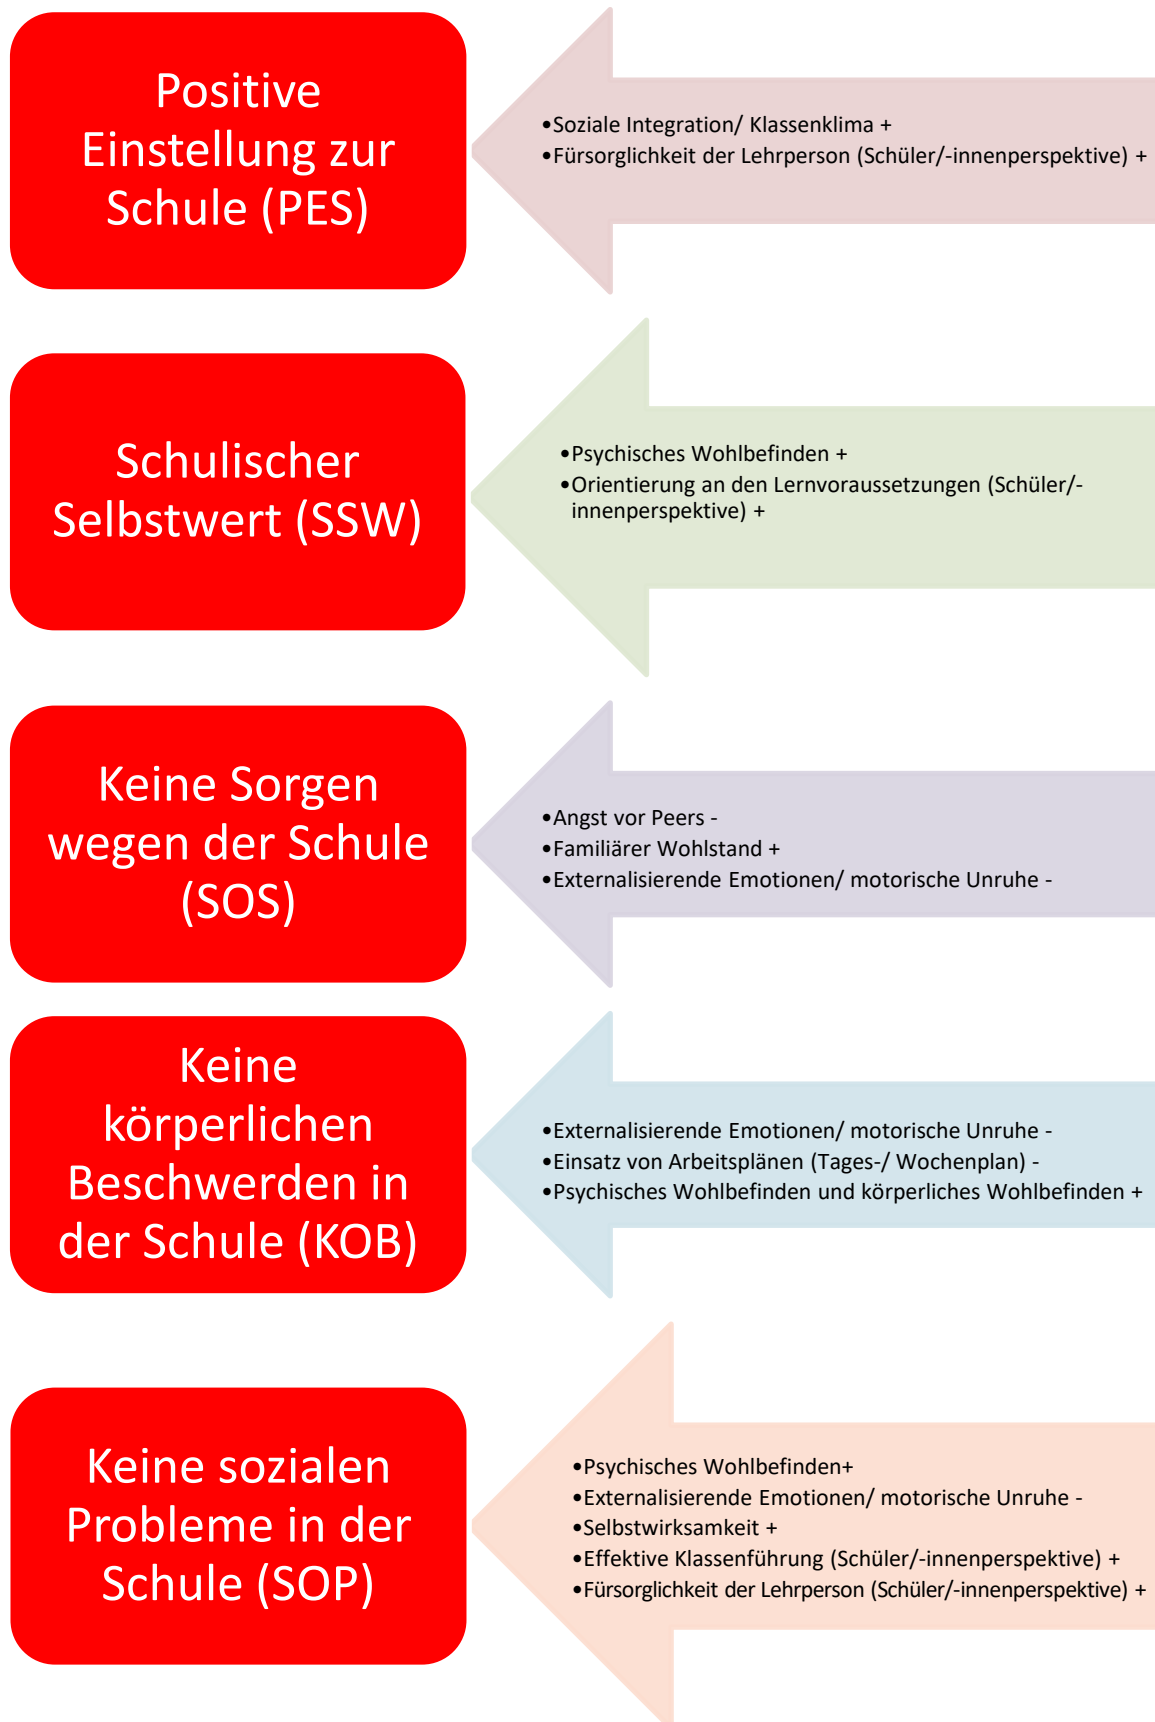 Positive
Einstellung zur
Schule (PES)
•Soziale Integration/ Klassenklima +
•Fürsorglichkeit der Lehrperson (Schüler/-innenperspektive) +
Schulischer
Selbstwert (SSW)
•Psychisches Wohlbefinden +
•Orientierung an den Lernvoraussetzungen (Schüler/-
innenperspektive) +
Keine Sorgen
wegen der Schule
(SOS)
•Angst vor Peers -
•Familiärer Wohlstand +
•Externalisierende Emotionen/ motorische Unruhe -
Keine
körperlichen
Beschwerden in
der Schule (KOB)
•Externalisierende Emotionen/ motorische Unruhe -
•Einsatz von Arbeitsplänen (Tages-/ Wochenplan) -
•Psychisches Wohlbefinden und körperliches Wohlbefinden +
Keine sozialen
Probleme in der
Schule (SOP)
•Psychisches Wohlbefinden+
•Externalisierende Emotionen/ motorische Unruhe -
•Selbstwirksamkeit +
•Effektive Klassenführung (Schüler/-innenperspektive) +
•Fürsorglichkeit der Lehrperson (Schüler/-innenperspektive) +